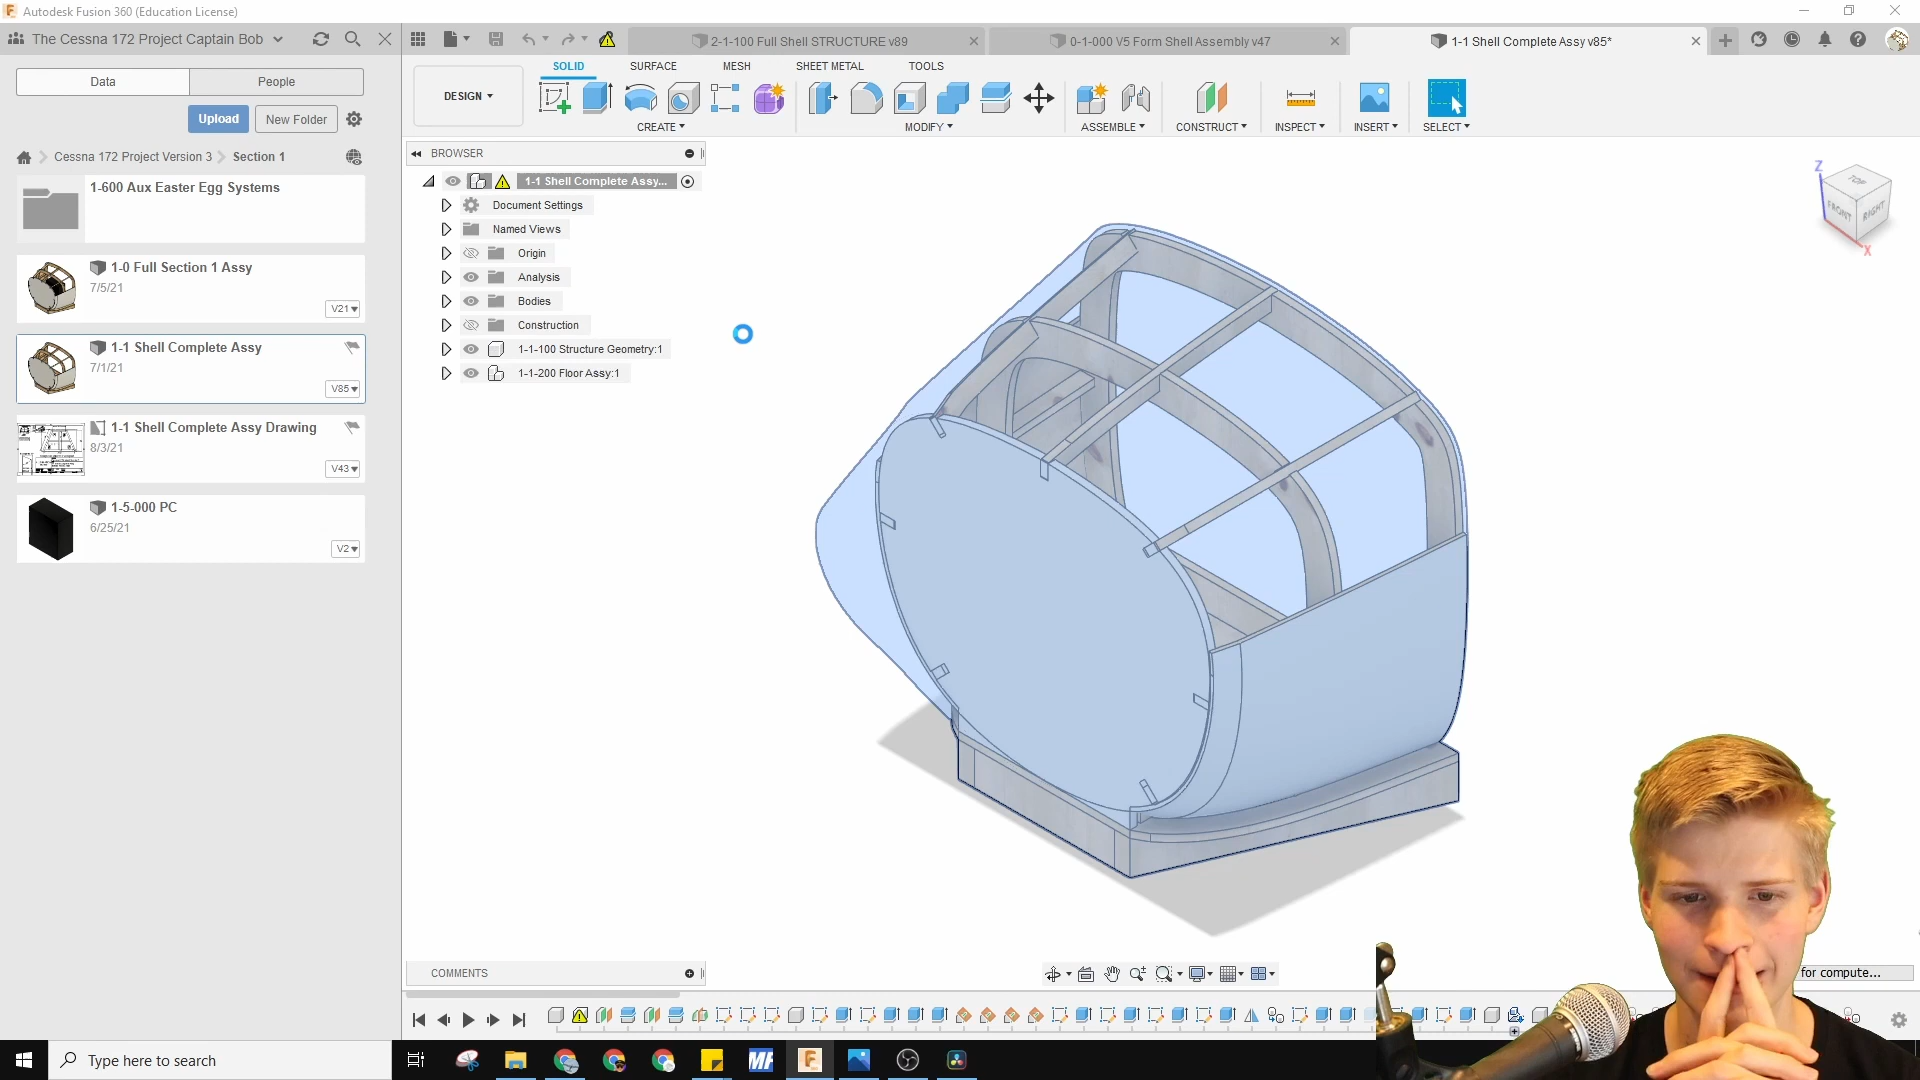 Autodesk Fusion 360 (Education License)
The Cessna 172 Project Captain Bob
2-1-100 Full Shell STRUCTURE v89
0-1-000 V5 Form Shell Assembly v47
1-1 Shell Complete Assy v85*
Data
People
SOLID
SURFACE
MESH
SHEET METAL
TOOLS
DESIGN
Upload
New Folder
CREATE
MODIFY
ASSEMBLE
CONSTRUCT
INSPECT
INSERT
SELECT
Cessna 172 Project Version 3
Section 1
BROWSER
1-1 Shell Complete Assy...
Document Settings
Named Views
Origin
Analysis
Bodies
Construction
1-1-100 Structure Geometry:1
1-1-200 Floor Assy:1
1-600 Aux Easter Egg Systems
1-0 Full Section 1 Assy
7/5/21
V21
1-1 Shell Complete Assy
7/1/21
V85
1-1 Shell Complete Assy Drawing
8/3/21
V43
1-5-000 PC
6/25/21
V2
Z
TOP
FRONT
RIGHT
X
COMMENTS
for compute...
Type here to search
MF
F